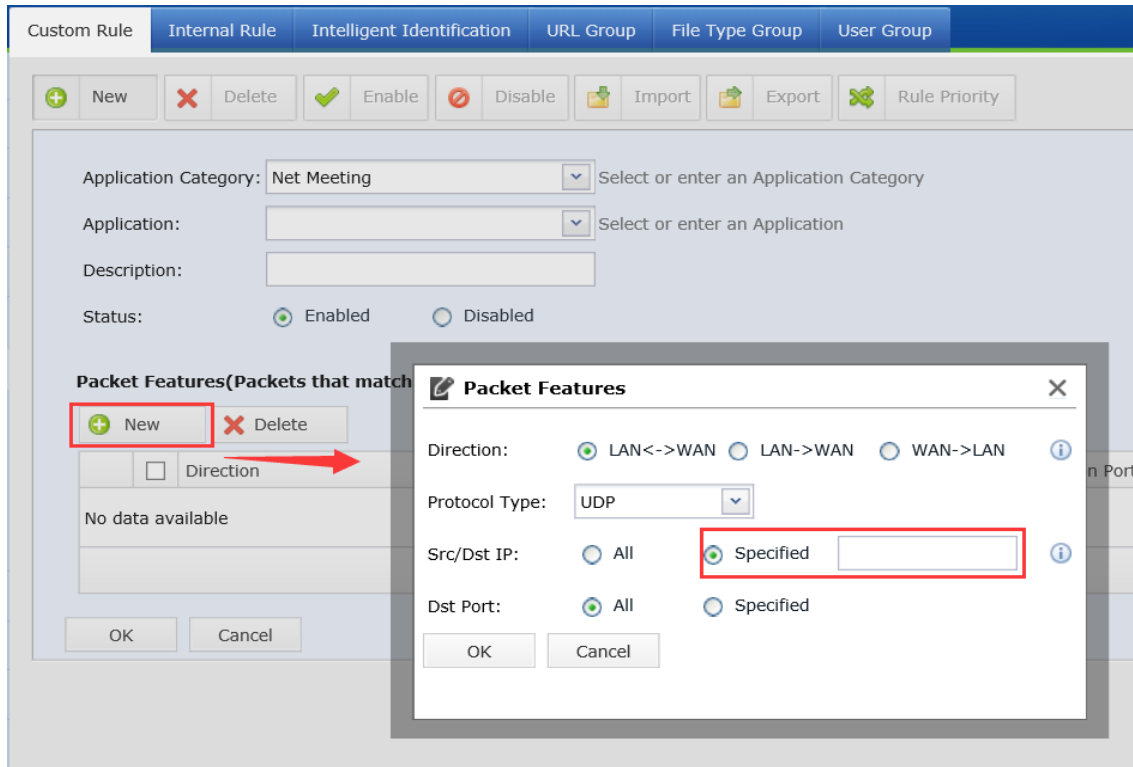 Custom Rule Internal Rule Intelligent Identification URL Group File Type Group User Group
New Delete Enable Disable Import Export Rule Priority
Application Category: Net Meeting Select or enter an Application Category
Application: Select or enter an Application
Description:
Status: Enabled Disabled
Packet Features(Packets that match
New Delete
Direction n Port
No data available
OK Cancel
Packet Features
Direction: LAN<->WAN LAN->WAN WAN->LAN
Protocol Type: UDP
Src/Dst IP: All Specified
Dst Port: All Specified
OK Cancel